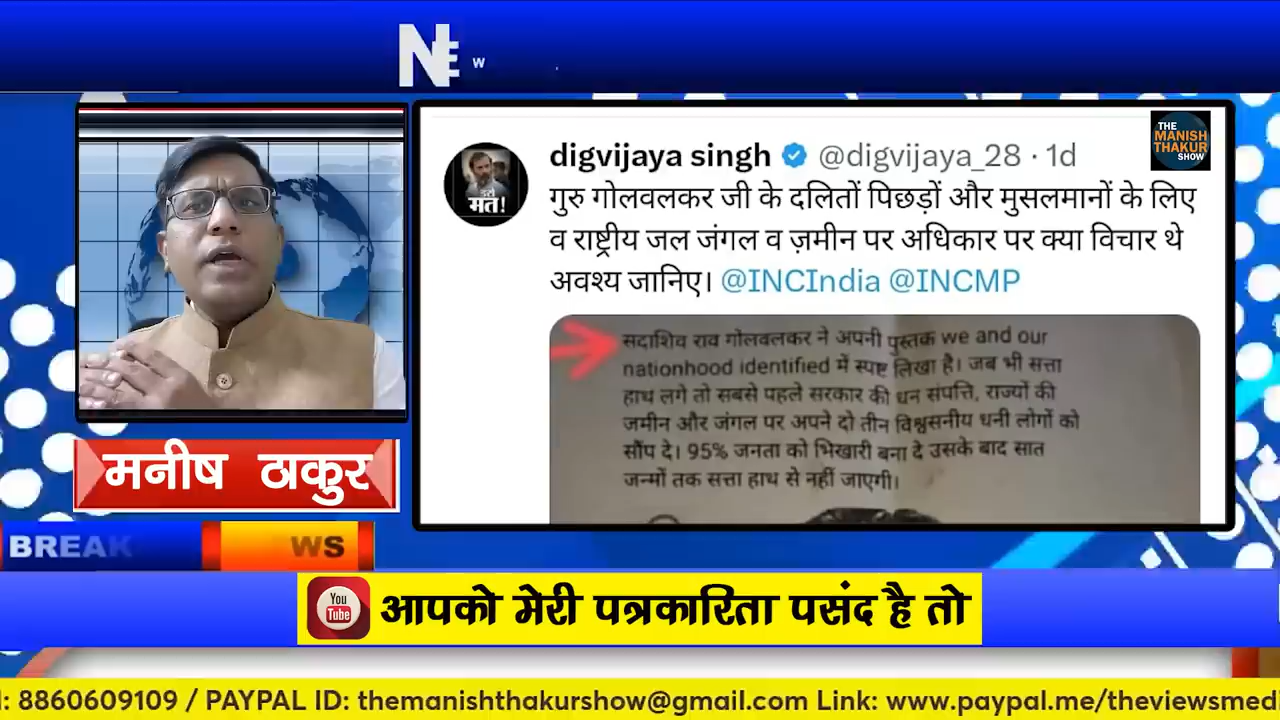 NE W
THE
MANISH
THAKUR
SHOW
digvijaya singh @digvijaya_28 · 1d
गुरु गोलवलकर जी के दलितों पिछड़ों और मुसलमानों के लिए
व राष्ट्रीय जल जंगल व ज़मीन पर अधिकार पर क्या विचार थे
अवश्य जानिए। @INCIndia @INCMP
मत!
सदाशिव राव गोलवलकर ने अपनी पुस्तक we and our
nationhood identified में स्पष्ट लिखा है। जब भी सत्ता
हाथ लगे तो सबसे पहले सरकार की धन संपत्ति, राज्यों की
जमीन और जंगल पर अपने दो तीन विश्वसनीय धनी लोगों को
सौंप दे। 95% जनता को भिखारी बना दे उसके बाद सात
जन्मों तक सत्ता हाथ से नहीं जाएगी।
मनीष ठाकुर
BREAK WS
You
Tube
आपको मेरी पत्रकारिता पसंद है तो
: 8860609109 / PAYPAL ID: themanishthakurshow@gmail.com Link: www.paypal.me/theviewsmed